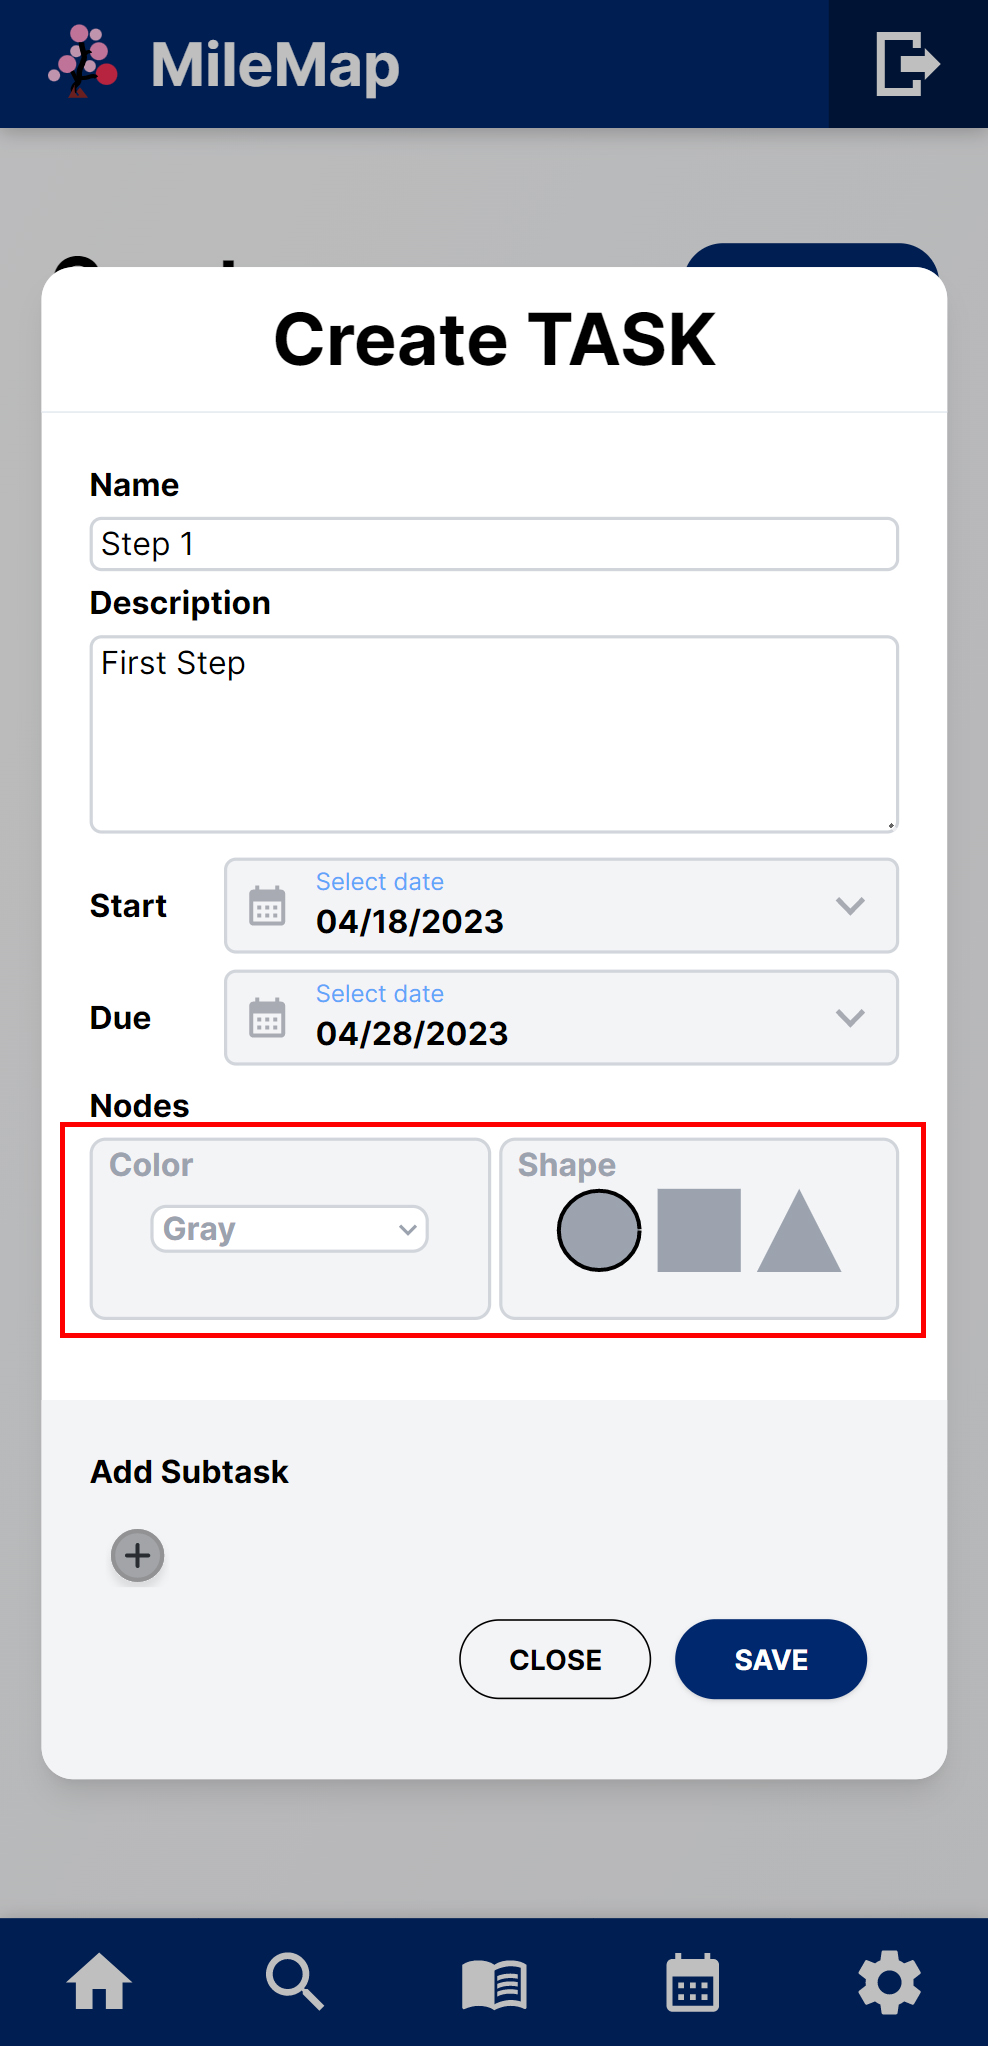 MileMap
Create TASK
Name
Step 1
Description
First Step
Start
Select date
04/18/2023
Due
Select date
04/28/2023
Nodes
Color
Gray
Shape
Add Subtask
CLOSE
SAVE